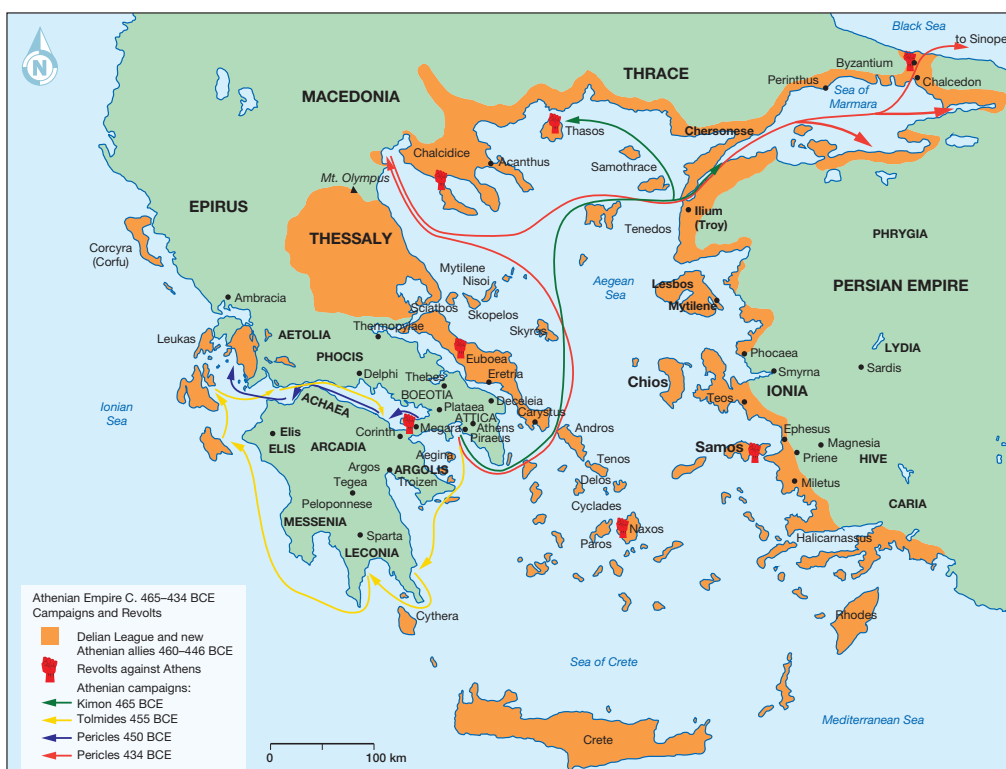 Black Sea
to Sinope
N
Byzantium
THRACE
Perinthus
Chalcedon
Sea of
Marmara
MACEDONIA
Thasos
Chersonese
Chalcidice
Acanthus
Samothrace
Mt. Olympus
EPIRUS
Ilium
(Troy)
Tenedos
THESSALY
PHRYGIA
Corcyra
(Corfu)
Mytilene
Nisoi
Aegean
Sea
Lesbos
PERSIAN EMPIRE
Mytilene
Ambracia
Sciatbos
Skopelos
Thermopylae
Skyros
Leukas
AETOLIA
LYDIA
PHOCIS
Euboea
Phocaea
Delphi
Thebes
Eretria
Smyrna
Sardis
BOEOTIA
Chios
IONIA
Deceleia
Ionian
Sea
ACHAEA
Plataea
ATTICA
Carystus
Teos
Elis
Megara
Athens
Corinth
Piraeus
Andros
Ephesus
ELIS
ARCADIA
Samos
Magnesia
Aegina
Priene
HIVE
Argos
ARGOLIS
Tenos
Tegea
Troizen
Delos
Miletus
Peloponnese
Cyclades
CARIA
MESSENIA
Naxos
Sparta
Paros
Halicarnassus
LECONIA
Athenian Empire C. 465–434 BCE
Campaigns and Revolts
Delian League and new
Athenian allies 460–446 BCE
Revolts against Athens
Athenian campaigns:
Kimon 465 BCE
Tolmides 455 BCE
Pericles 450 BCE
Pericles 434 BCE
Cythera
Rhodes
Sea of Crete
Mediterranean Sea
Crete
0
100 km